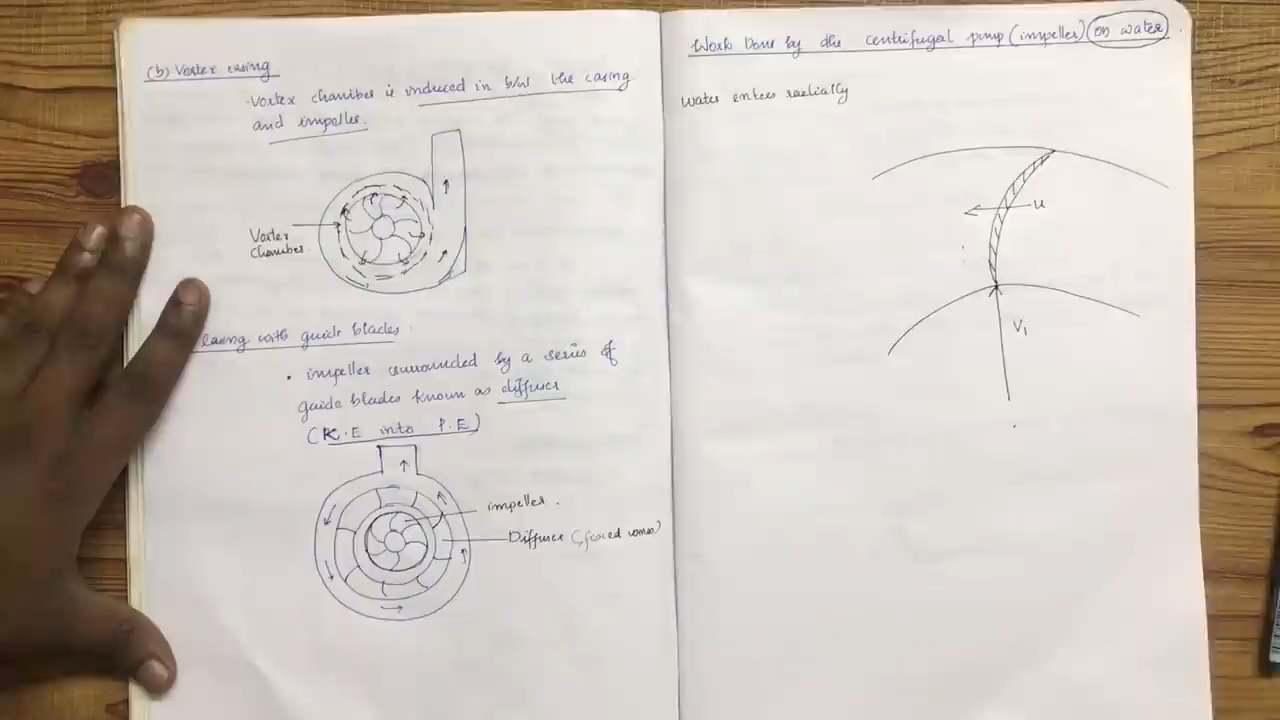 (b) Vortex casing
. Vortex chamber is induced in b/w the casing
and impeller.
Vortex
chamber.
casing with guide blades.
. impeller surrounded by a series of
guide blades known as diffuser
(K.E into P.E)
impeller.
Diffuser (fixed vanes)
Work Done by the centrifugal pump (impeller) (on water).
Water enters radially
u
V1